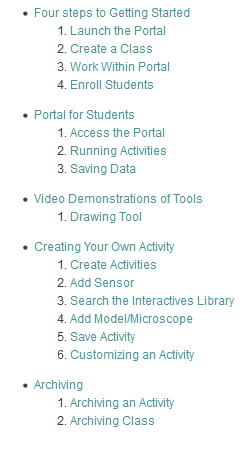 Four steps to Getting Started
1. Launch the Portal
2. Create a Class
3. Work Within Portal
4. Enroll Students
Portal for Students
1. Access the Portal
2. Running Activities
3. Saving Data
Video Demonstrations of Tools
1. Drawing Tool
Creating Your Own Activity
1. Create Activities
2. Add Sensor
3. Search the Interactives Library
4. Add Model/Microscope
5. Save Activity
6. Customizing an Activity
Archiving
1. Archiving an Activity
2. Archiving Class